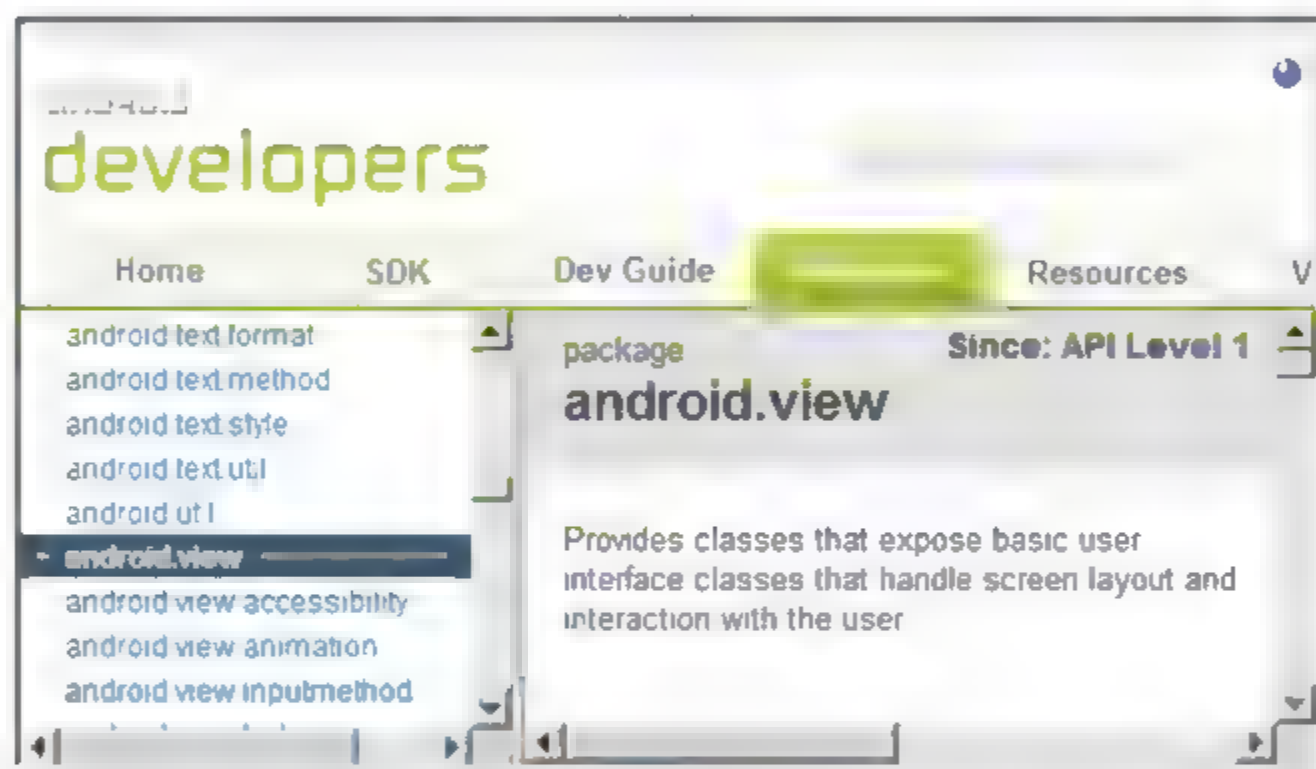 developers
Home SDK Dev Guide Resources V
android text format
android text method
android text style
android text util
android util
android.view
android view accessibility
android view animation
android view inputmethod
package
Since: API Level 1
android.view
Provides classes that expose basic user
interface classes that handle screen layout and
interaction with the user